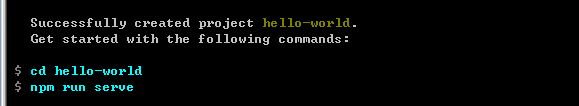 Successfully created project hello-world.
Get started with the following commands:
$ cd hello-world
$ npm run serve